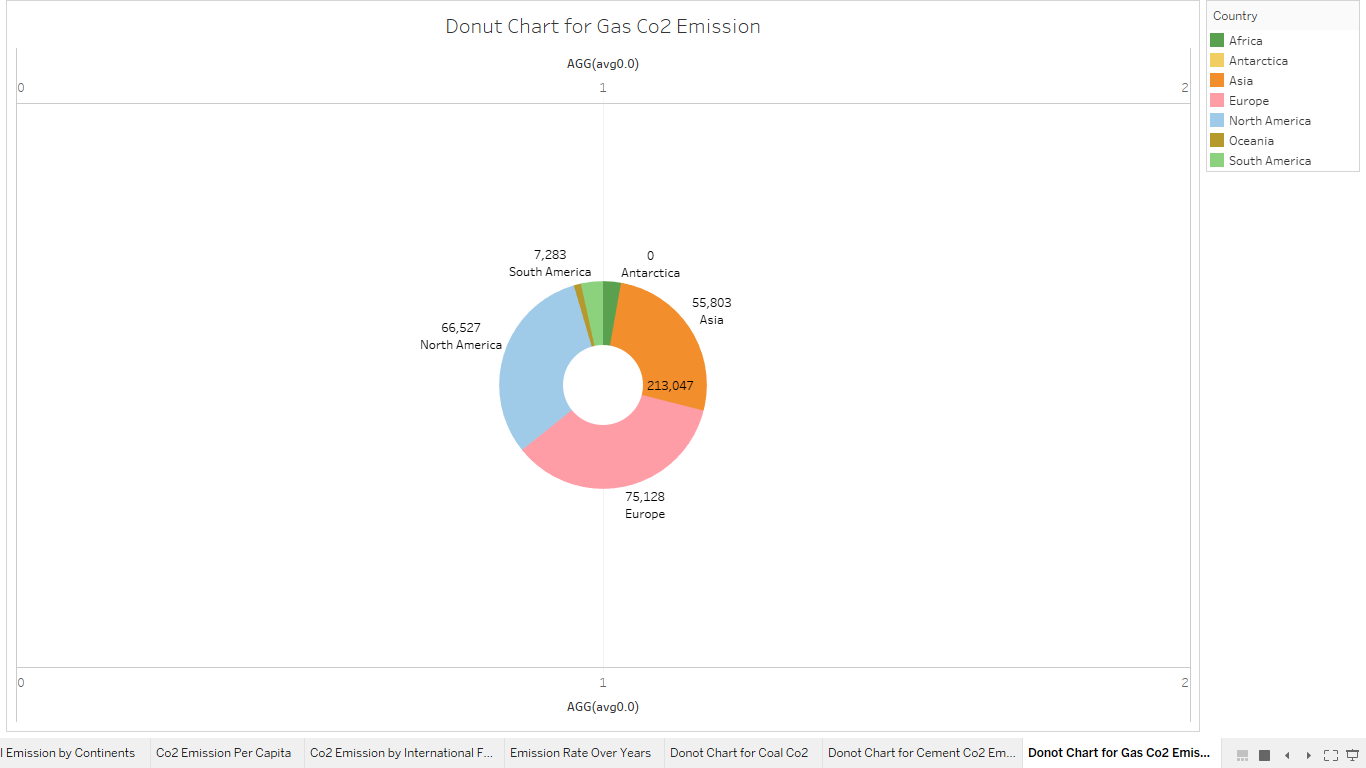 Donut Chart for Gas Co2 Emission
AGG(avg0.0)
0 1 2
7,283
South America
0
Antarctica
55,803
Asia
66,527
North America
213,047
75,128
Europe
0 1 2
AGG(avg0.0)
Country
Africa
Antarctica
Asia
Europe
North America
Oceania
South America
l Emission by Continents
Co2 Emission Per Capita
Co2 Emission by International F...
Emission Rate Over Years
Donot Chart for Coal Co2
Donot Chart for Cement Co2 Em...
Donot Chart for Gas Co2 Emis...